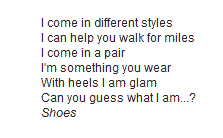 I come in different styles
I can help you walk for miles
I come in a pair
I'm something you wear
With heels I am glam
Can you guess what I am...?
Shoes